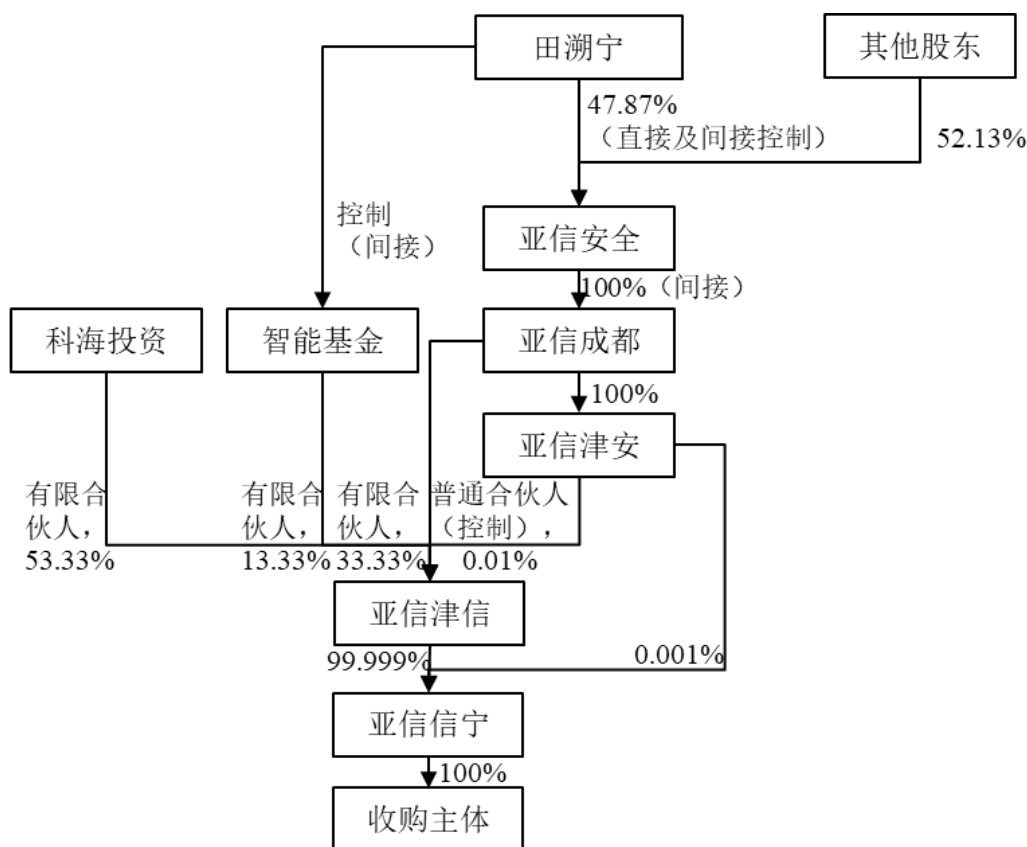 田溯宁
其他股东
47.87%
（直接及间接控制）
52.13%
控制
（间接）
亚信安全
100%（间接）
科海投资
智能基金
亚信成都
100%
亚信津安
有限合
伙人，
53.33%
有限合
伙人，
13.33%
有限合
伙人，
33.33%
普通合伙人
（控制），
0.01%
亚信津信
99.999%
0.001%
亚信信宁
100%
收购主体